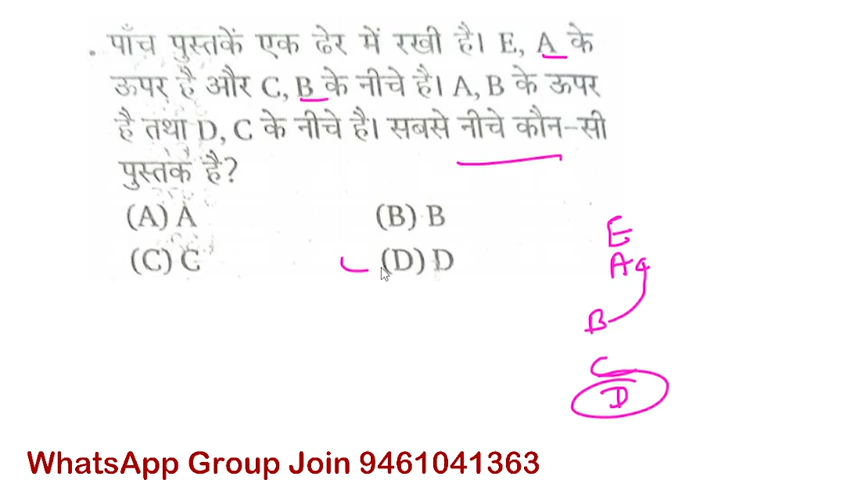 . पाँच पुस्तकें एक ढेर में रखी है। E, A के
ऊपर है और C, B के नीचे है। A, B के ऊपर
है तथा D, C के नीचे है। सबसे नीचे कौन-सी
पुस्तक है?
(A) A (B) B
(C) C (D) D
E
A
B
C
D
WhatsApp Group Join 9461041363